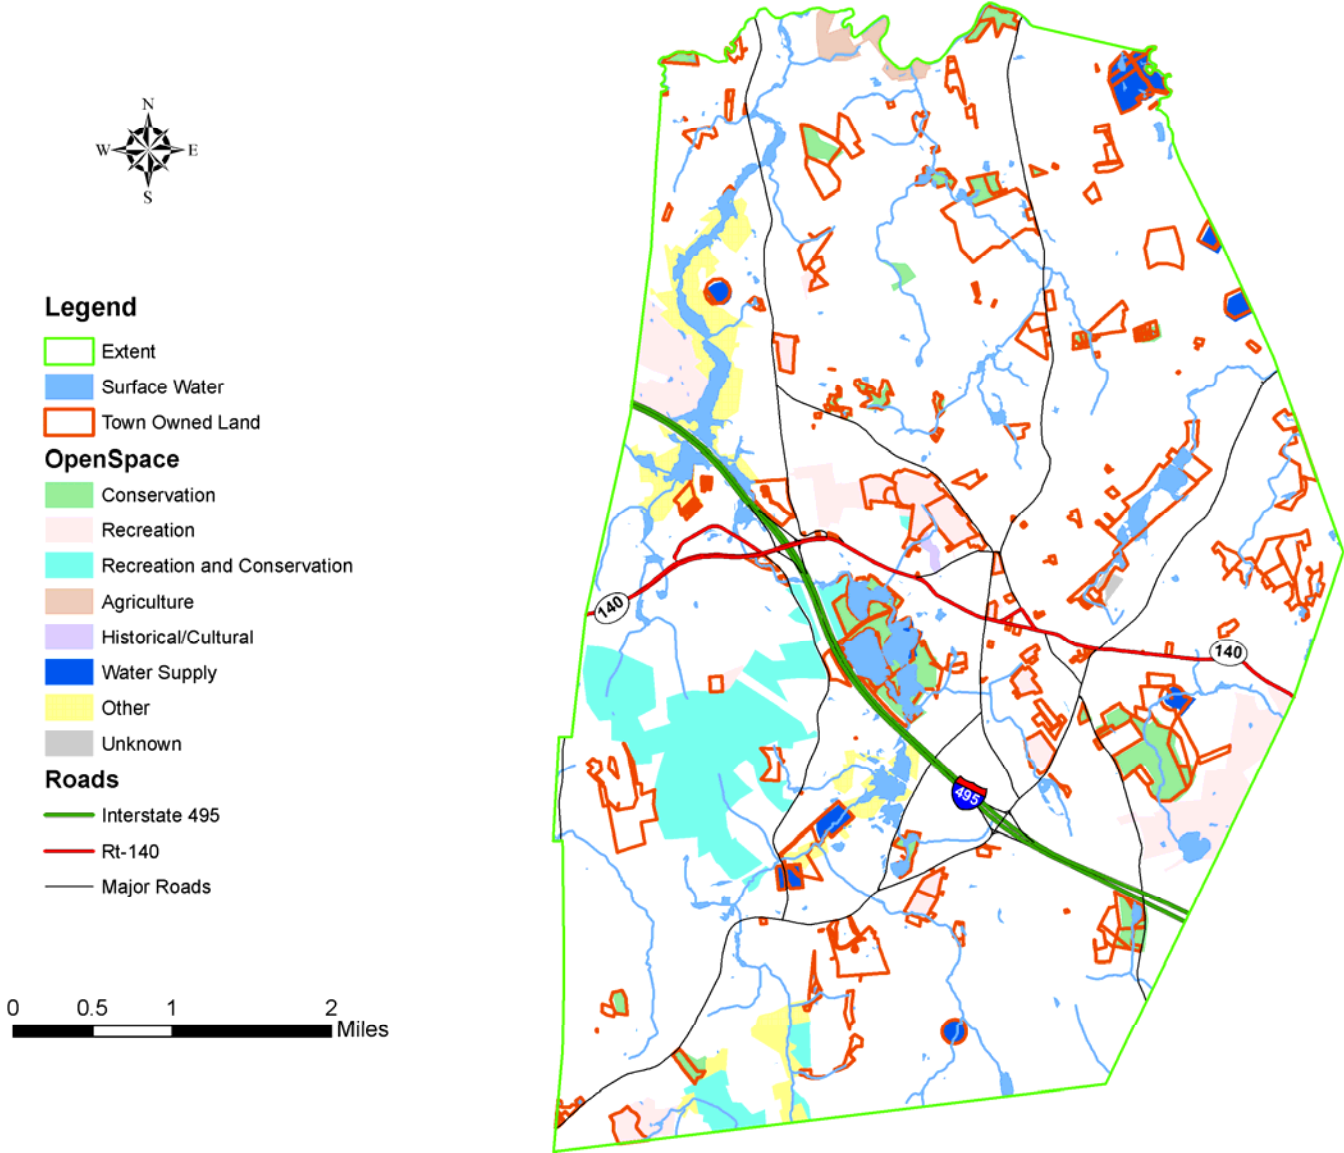 N
W E
S
Legend
Extent
Surface Water
Town Owned Land
OpenSpace
Conservation
Recreation
Recreation and Conservation
Agriculture
Historical/Cultural
Water Supply
Other
Unknown
Roads
Interstate 495
Rt-140
Major Roads
0 0.5 1 2
Miles
140
140
495